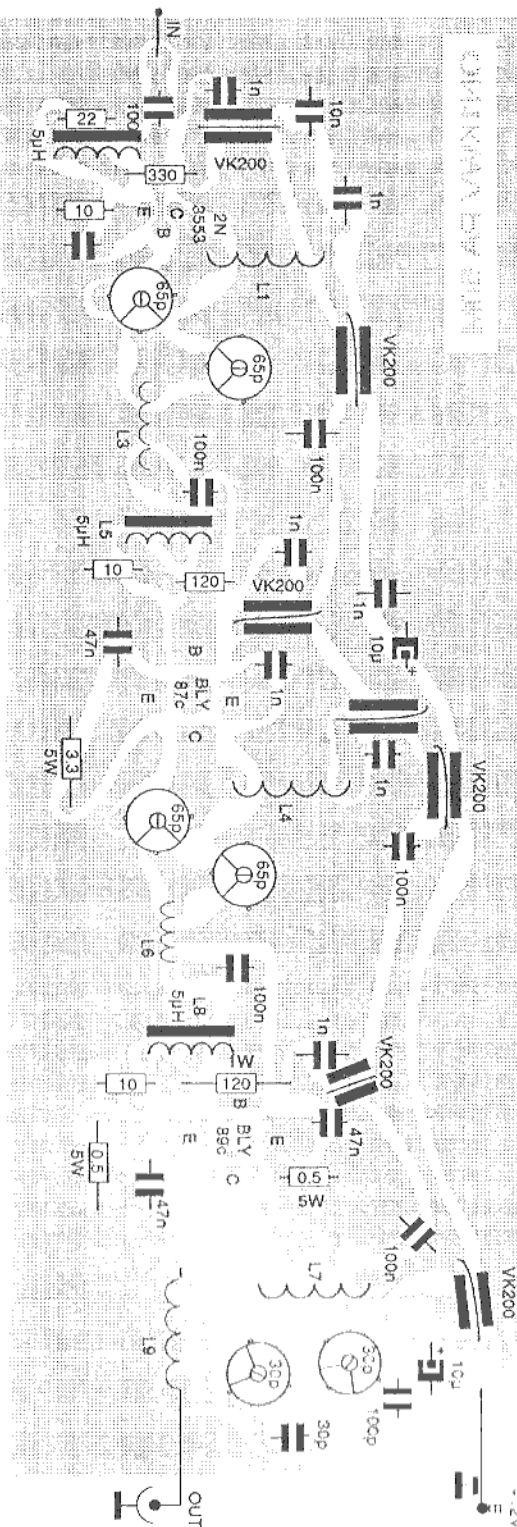 IN
100
1n
10n
22
5µH
330
VK200
1n
10
E
C
B
2N
3553
65p
L1
VK200
65p
L3
100n
100n
L5
5µH
1n
10
120
VK200
1n
47n
B
10µ
+
BLY
87c
E
E
1n
C
3.3
5W
1n
L4
VK200
65p
65p
100n
L6
100n
L8
5µH
1W
1n
VK200
10
120
B
47n
E
BLY
89c
E
C
0.5
5W
0.5
5W
47n
100n
L7
VK200
L9
30p
30p
+
10µ
100p
30p
OUT